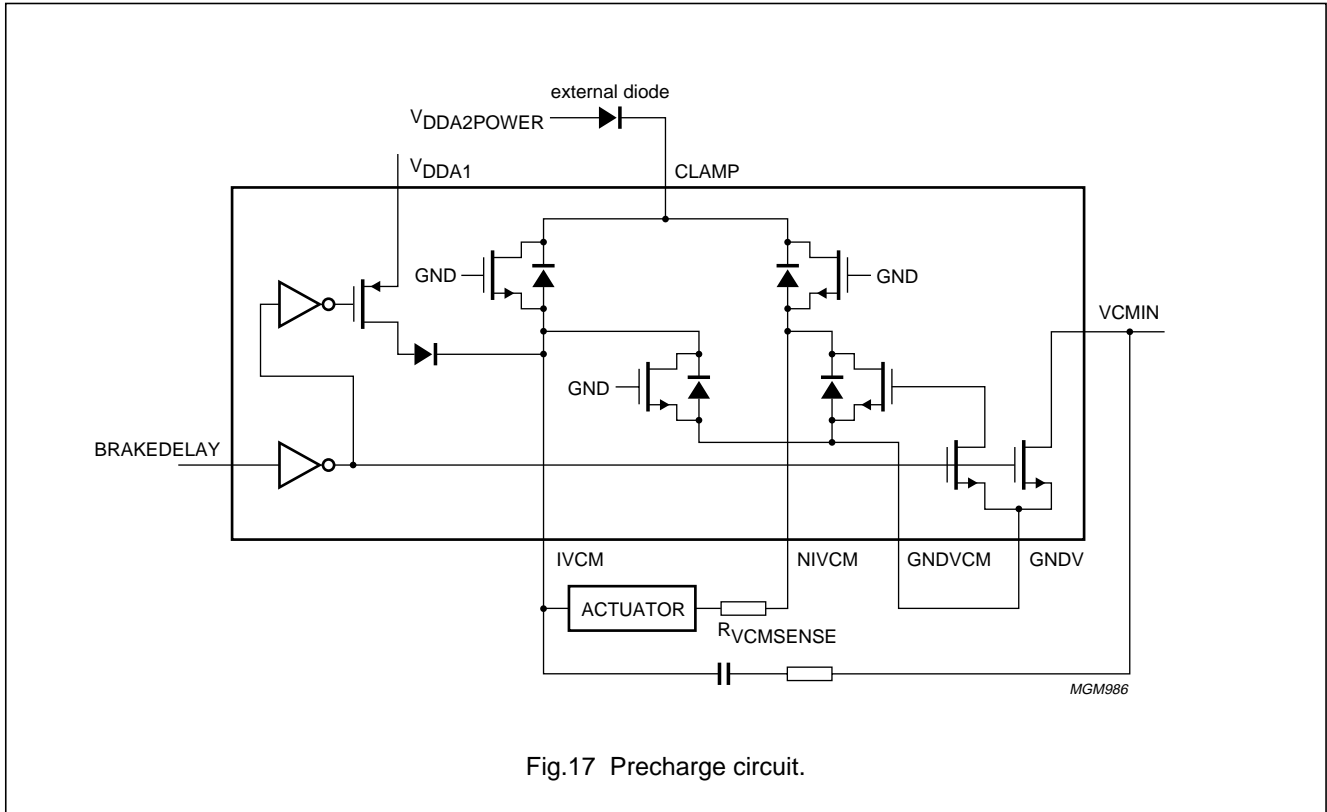 external diode
VDDA2POWER
VDDA1
CLAMP
GND
GND
VCMIN
GND
BRAKEDELAY
IVCM
NIVCM
GNDVCM
GNDV
ACTUATOR
RVCMSENSE
MGM986
Fig.17 Precharge circuit.